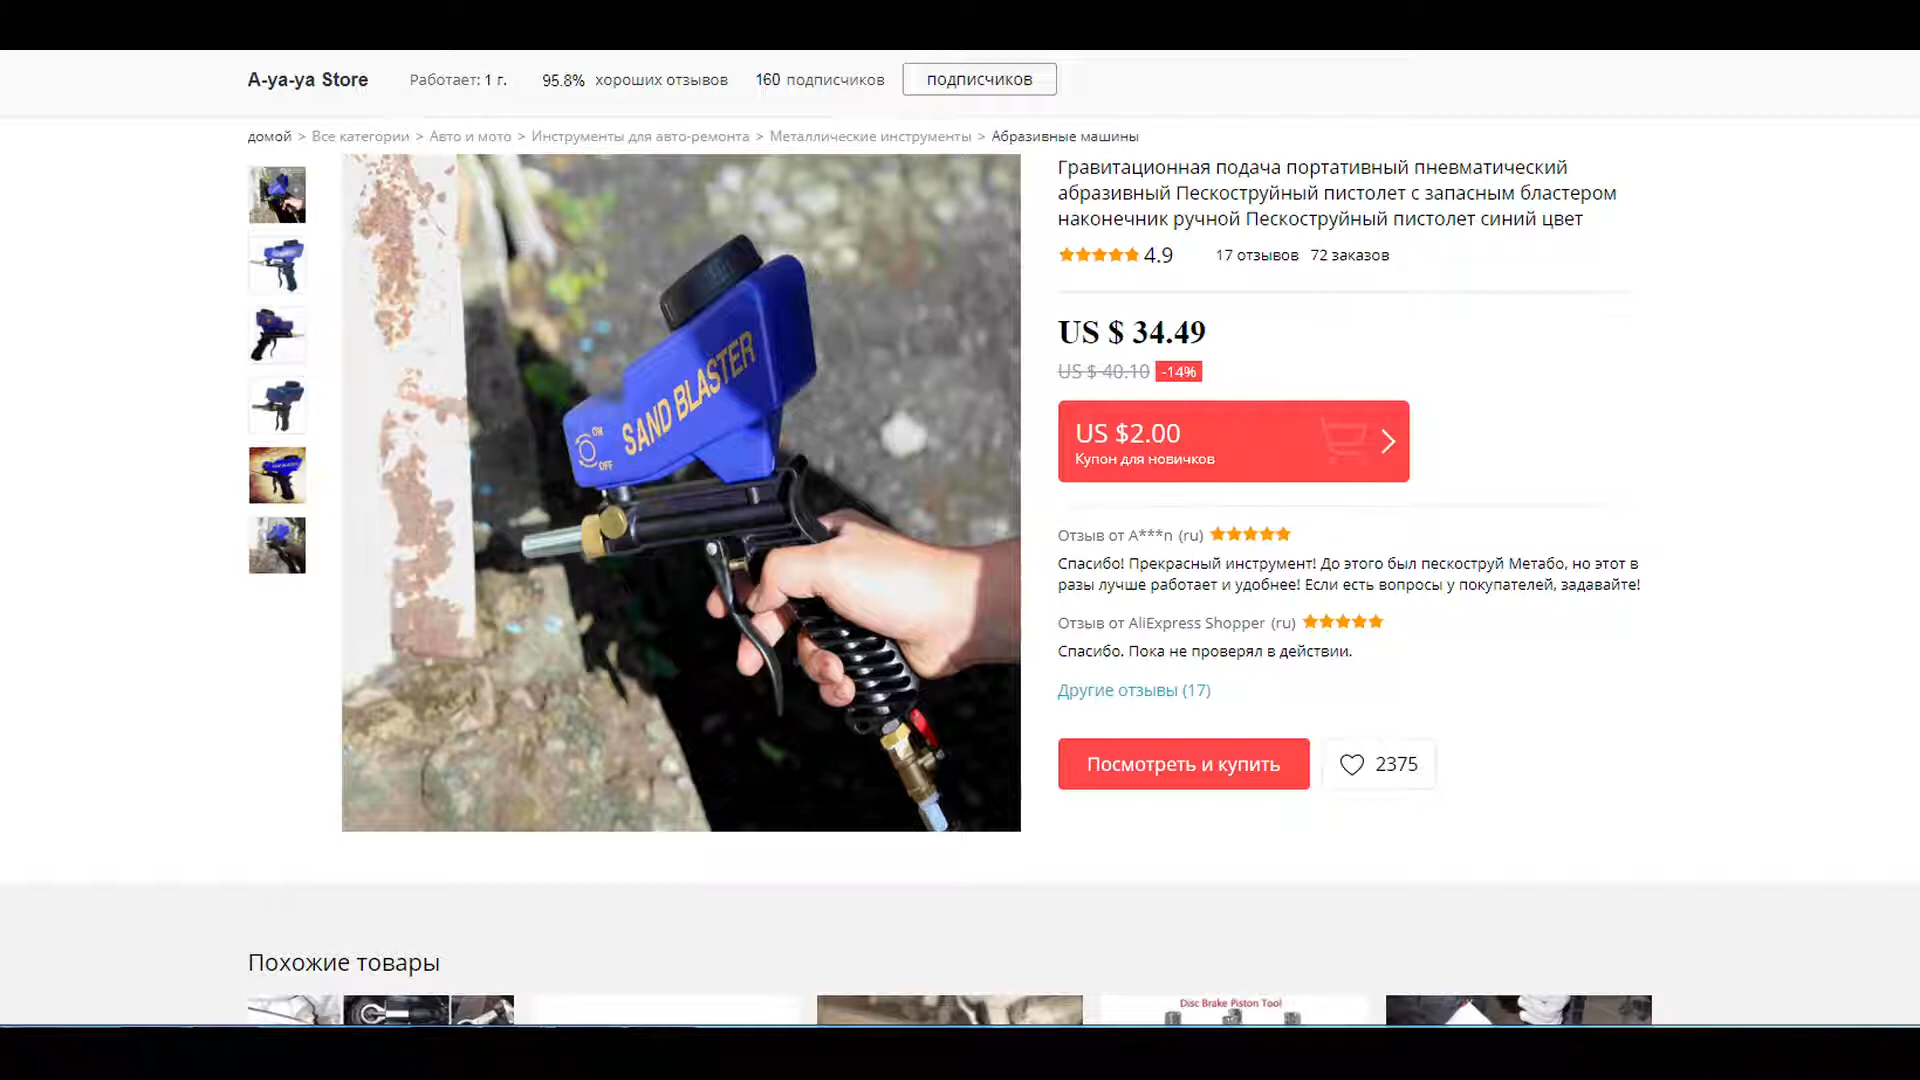 A-ya-ya Store
Работает: 1 г.
95.8% хороших отзывов
160 подписчиков
подписчиков
домой > Все категории > Авто и мото > Инструменты для авто-ремонта > Металлические инструменты > Абразивные машины
Гравитационная подача портативный пневматический
абразивный Пескоструйный пистолет с запасным бластером
наконечник ручной Пескоструйный пистолет синий цвет
4.9
17 отзывов 72 заказов
SAND BLASTER
ON
OFF
US $ 34.49
US $ 40.10 -14%
US $2.00
Купон для новичков
Отзыв от A***n (ru)
Спасибо! Прекрасный инструмент! До этого был пескоструй Метабо, но этот в
разы лучше работает и удобнее! Если есть вопросы у покупателей, задавайте!
Отзыв от AliExpress Shopper (ru)
Спасибо. Пока не проверял в действии.
Другие отзывы (17)
Посмотреть и купить
2375
Похожие товары
Disc Brake Piston Tool